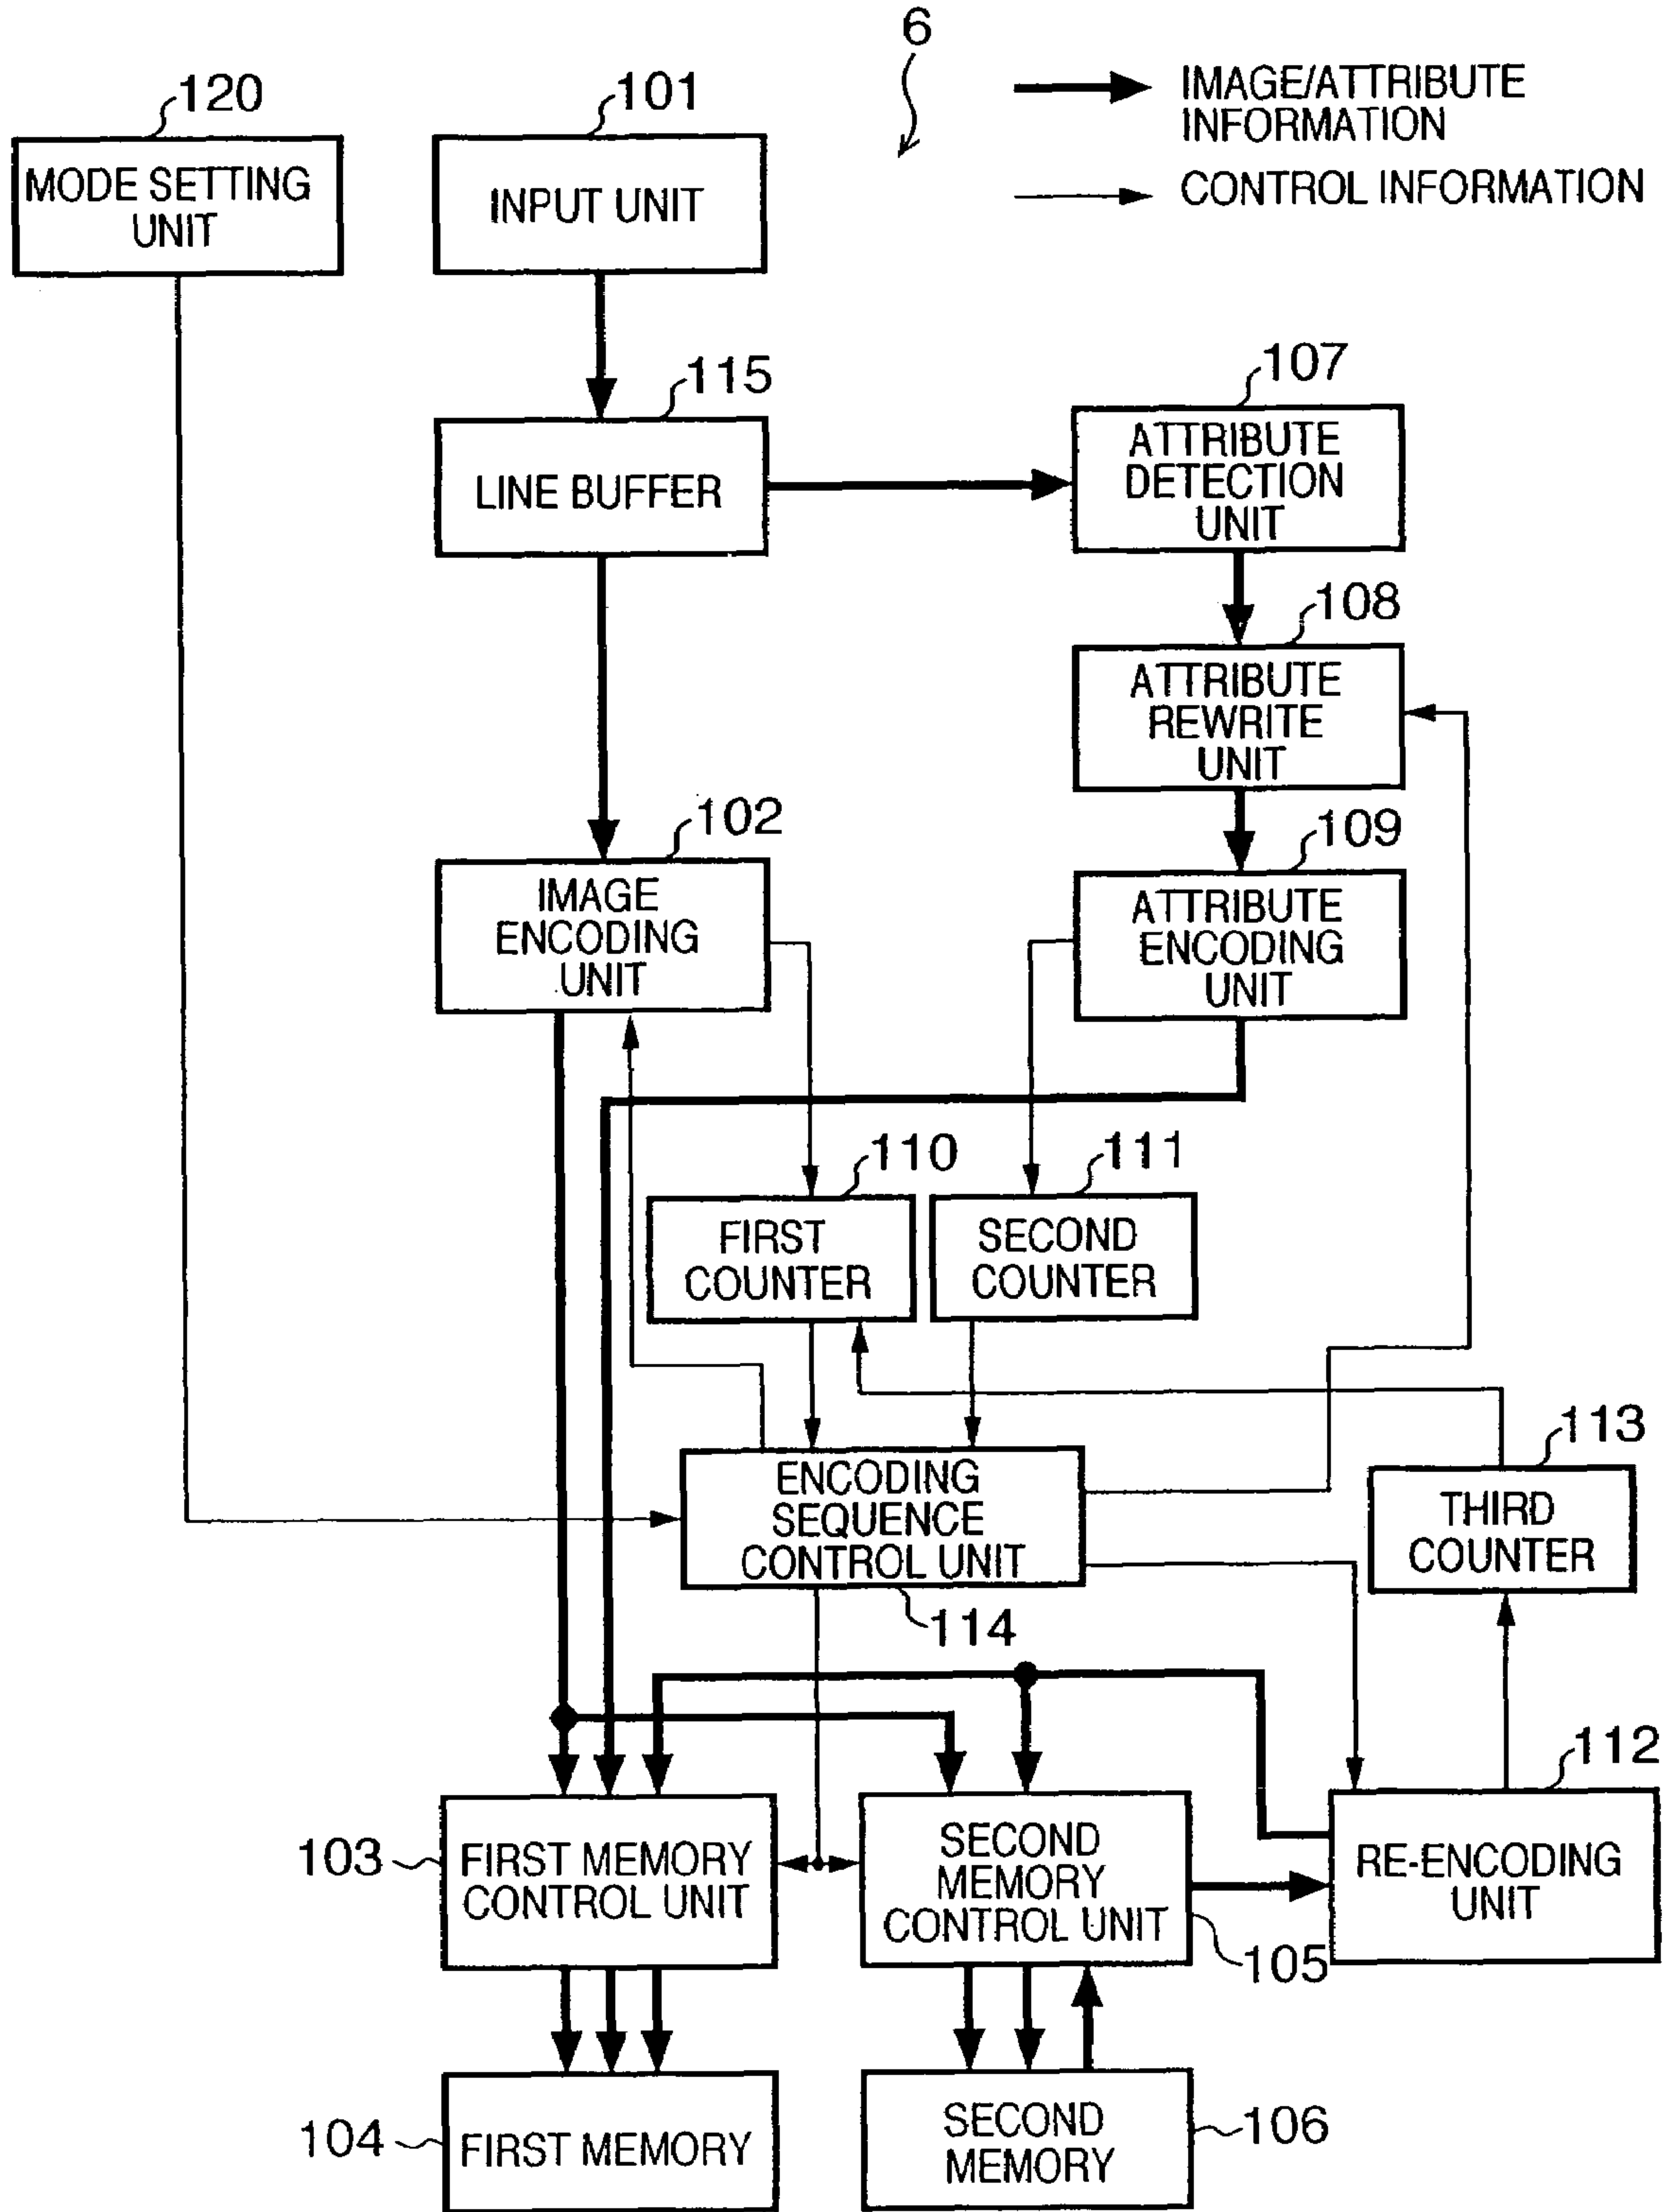 6
IMAGE/ATTRIBUTE
INFORMATION
CONTROL INFORMATION
120
MODE SETTING
UNIT
101
INPUT UNIT
115
LINE BUFFER
107
ATTRIBUTE
DETECTION
UNIT
108
ATTRIBUTE
REWRITE
UNIT
102
IMAGE
ENCODING
UNIT
109
ATTRIBUTE
ENCODING
UNIT
110
FIRST
COUNTER
111
SECOND
COUNTER
113
THIRD
COUNTER
ENCODING
SEQUENCE
CONTROL UNIT
114
103
FIRST MEMORY
CONTROL UNIT
SECOND
MEMORY
CONTROL UNIT
105
112
RE-ENCODING
UNIT
104
FIRST MEMORY
SECOND
MEMORY
106